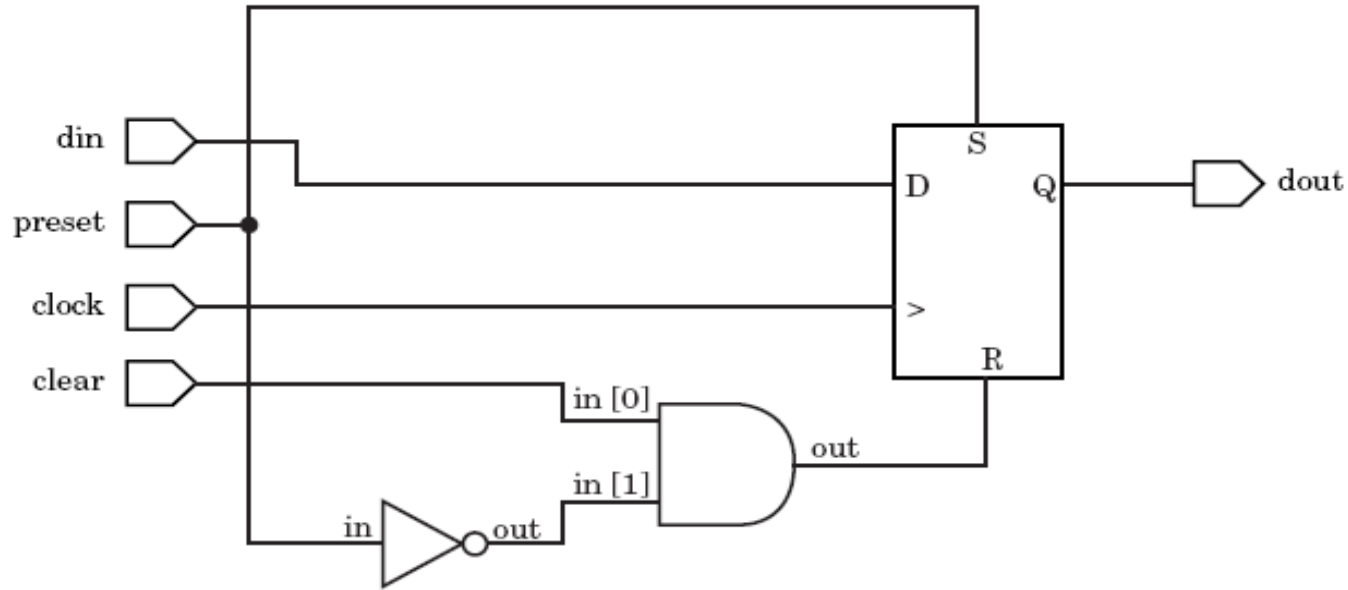 din
S
D
Q
dout
preset
clock
>
clear
R
in [0]
out
in [1]
in
out